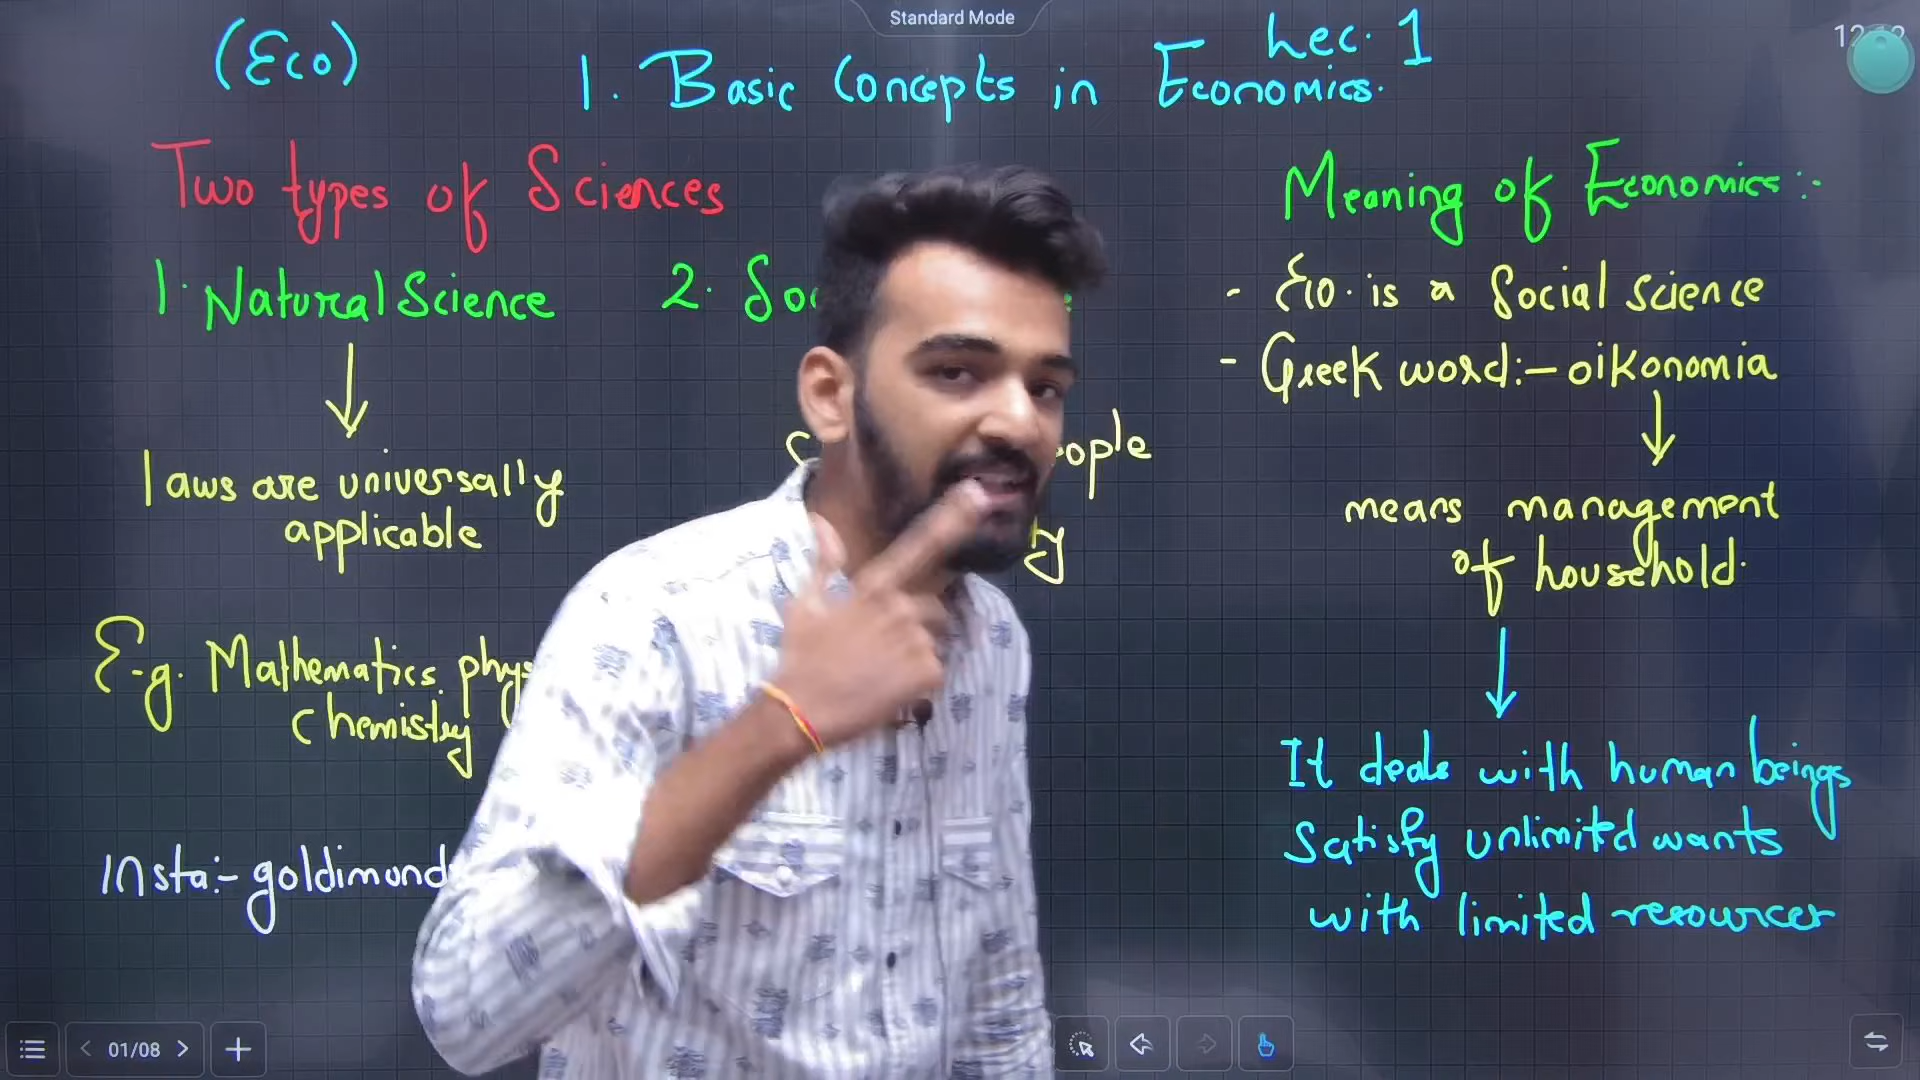 Standard Mode
(Eco)
Lec. 1
1. Basic Concepts in Economics.
Two types of Sciences
1. Natural Science
2. So
laws are universally
applicable
ople
y
E.g. Mathematics, phys
Chemistry
Insta:- goldimond
Meaning of Economics:-
- Eco. is a Social science
- Greek word:- oikonomia
means management
of household.
It deals with human beings
Satisfy unlimited wants
with limited resources
01/08